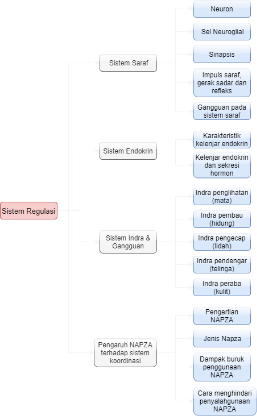 Sistem Regulasi
Sistem Saraf
Neuron
Sel Neuroglial
Sinapsis
Impuls saraf,
gerak sadar dan
refleks
Gangguan pada
sistem saraf
Sistem Endokrin
Karakteristik
kelenjar endokrin
Kelenjar endokrin
dan sekresi
hormon
Sistem Indra &
Gangguan
Indra penglihatan
(mata)
Indra pembau
(hidung)
Indra pengecap
(lidah)
Indra pendengar
(telinga)
Indra peraba
(kulit)
Pengaruh NAPZA
terhadap sistem
koordinasi
Pengertian
NAPZA
Jenis Napza
Dampak buruk
penggunaan
NAPZA
Cara menghindari
penyalahgunaan
NAPZA